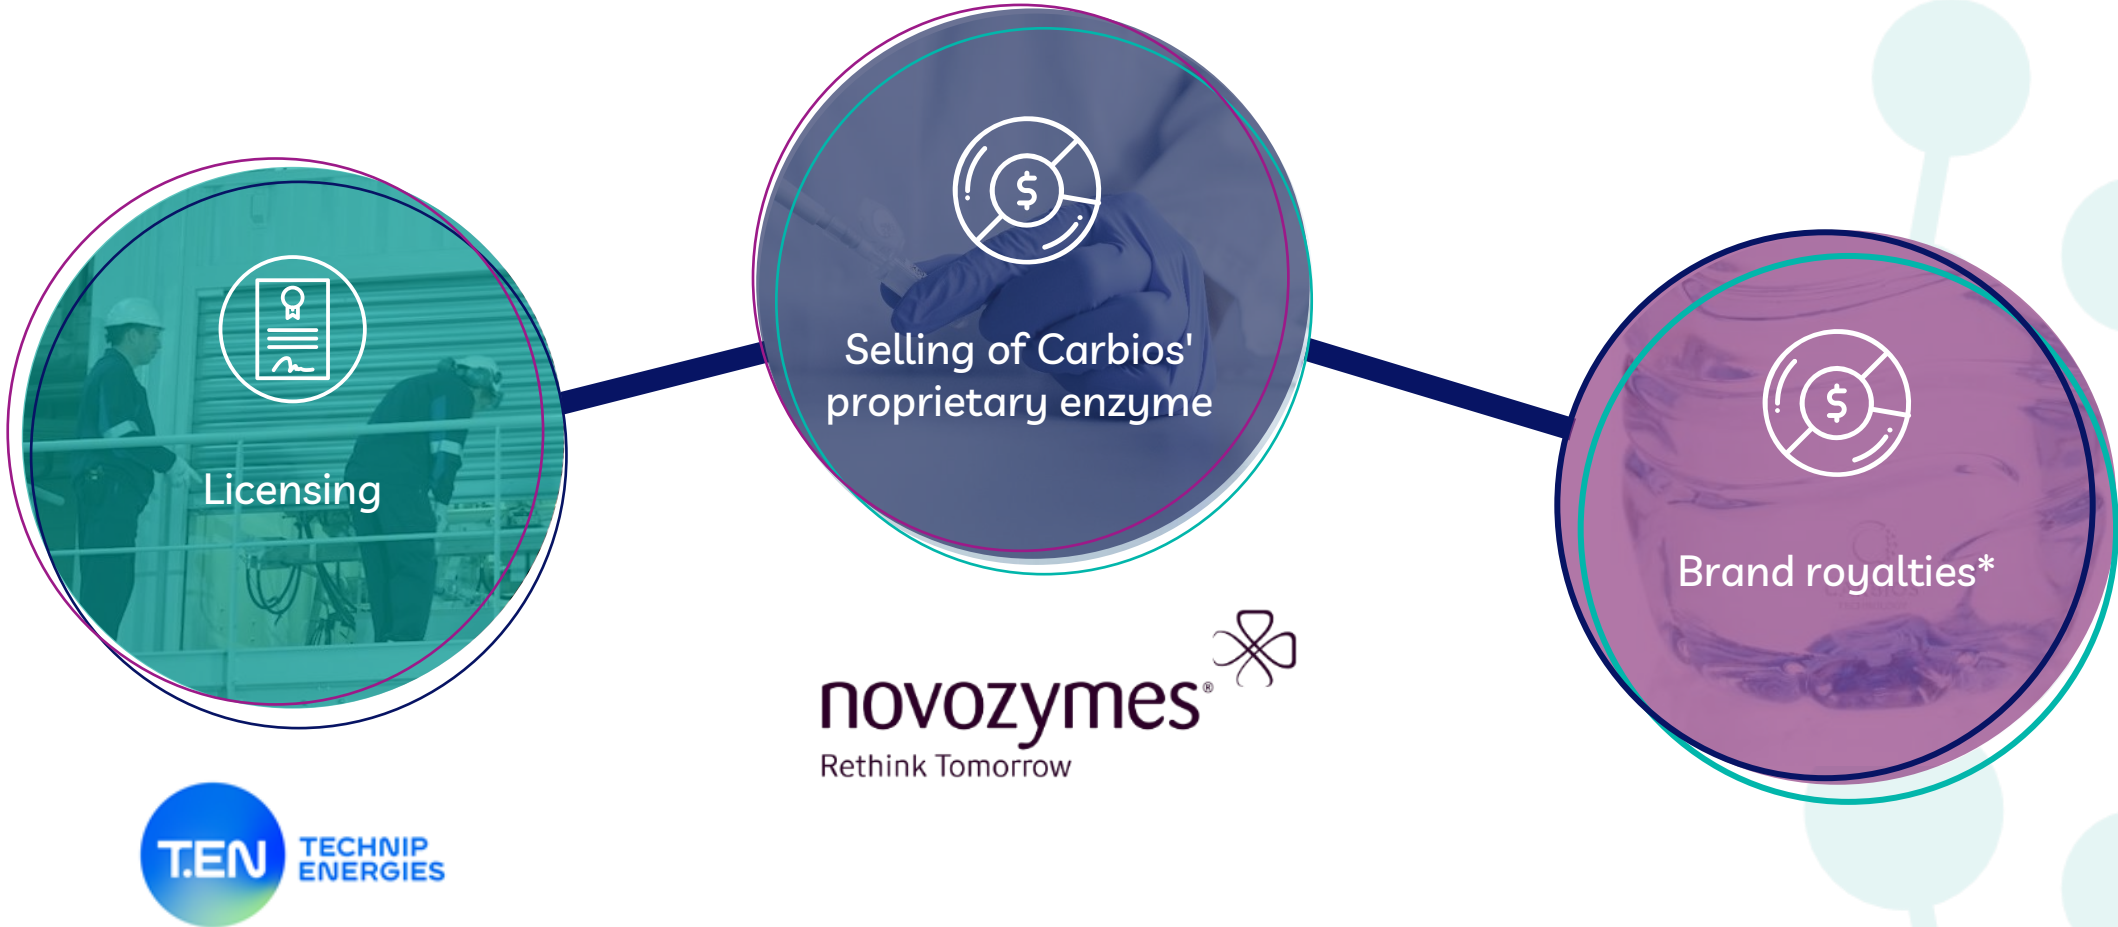 Licensing
Selling of Carbios'
proprietary enzyme
Brand royalties*
novozymes®
Rethink Tomorrow
T.EN
TECHNIP
ENERGIES